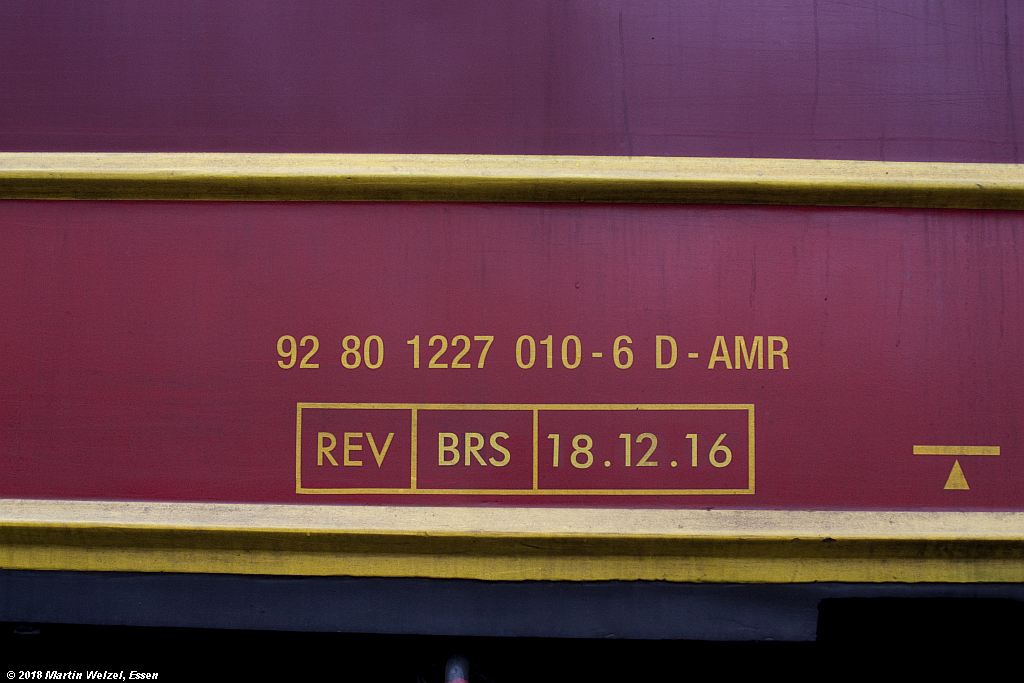 92 80 1227 010-6 D-AMR
REV BRS 18.12.16
© 2018 Martin Welzel, Essen